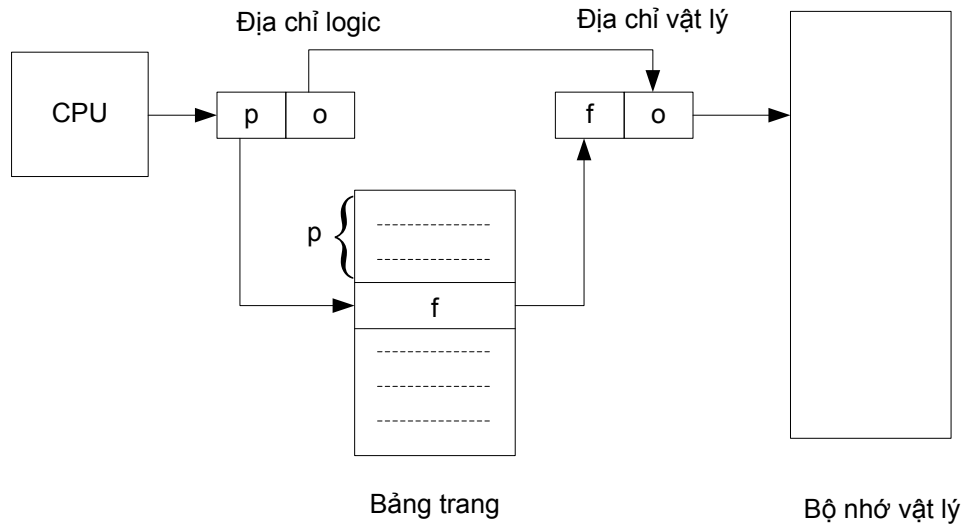 Địa chỉ logic
Địa chỉ vật lý
CPU
p o
f o
p
f
Bảng trang
Bộ nhớ vật lý